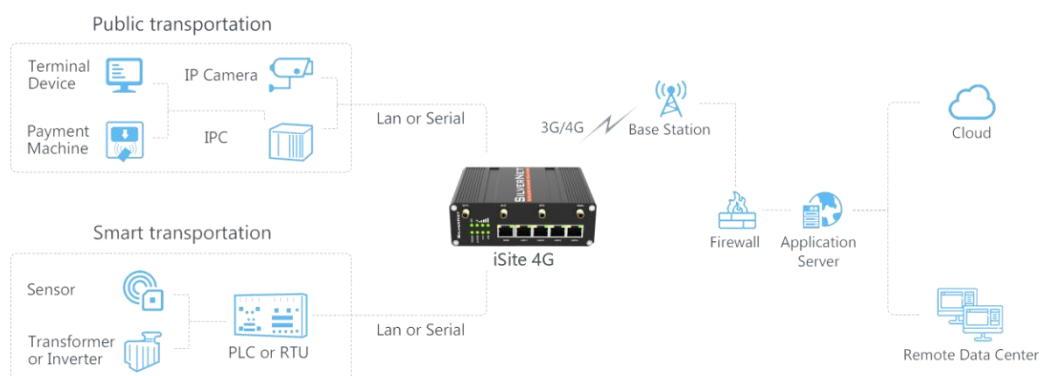 Public transportation
Terminal
Device
IP Camera
Payment
Machine
IPC
Lan or Serial
3G/4G
Base Station
Cloud
SILVERNET
iSite 4G
Firewall
Application
Server
Smart transportation
Sensor
Transformer
or Inverter
PLC or RTU
Lan or Serial
Remote Data Center